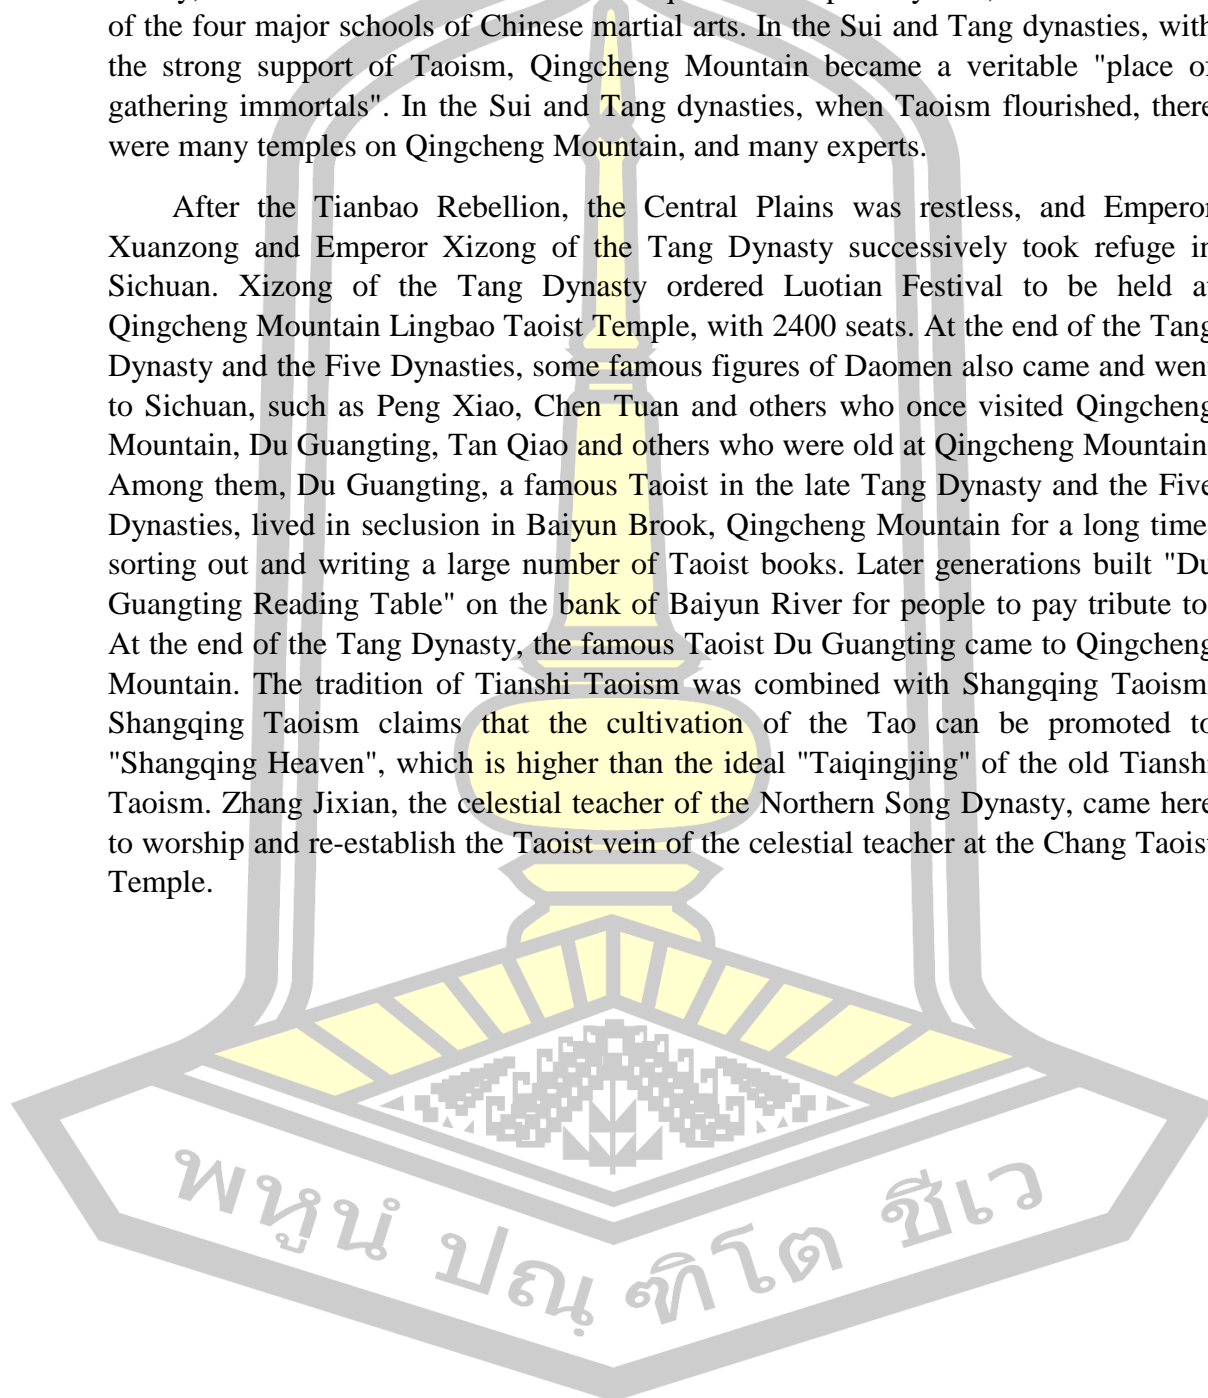 of the four major schools of Chinese martial arts. In the Sui and Tang dynasties, with
the strong support of Taoism, Qingcheng Mountain became a veritable "place of
gathering immortals". In the Sui and Tang dynasties, when Taoism flourished, there
were many temples on Qingcheng Mountain, and many experts.
After the Tianbao Rebellion, the Central Plains was restless, and Emperor
Xuanzong and Emperor Xizong of the Tang Dynasty successively took refuge in
Sichuan. Xizong of the Tang Dynasty ordered Luotian Festival to be held at
Qingcheng Mountain Lingbao Taoist Temple, with 2400 seats. At the end of the Tang
Dynasty and the Five Dynasties, some famous figures of Daomen also came and went
to Sichuan, such as Peng Xiao, Chen Tuan and others who once visited Qingcheng
Mountain, Du Guangting, Tan Qiao and others who were old at Qingcheng Mountain
Among them, Du Guangting, a famous Taoist in the late Tang Dynasty and the Five
Dynasties, lived in seclusion in Baiyun Brook, Qingcheng Mountain for a long time
sorting out and writing a large number of Taoist books. Later generations built "Du
Guangting Reading Table" on the bank of Baiyun River for people to pay tribute to
At the end of the Tang Dynasty, the famous Taoist Du Guangting came to Qingcheng
Mountain. The tradition of Tianshi Taoism was combined with Shangqing Taoism
Shangqing Taoism claims that the cultivation of the Tao can be promoted to
"Shangqing Heaven", which is higher than the ideal "Taiqingjing" of the old Tianshi
Taoism. Zhang Jixian, the celestial teacher of the Northern Song Dynasty, came here
to worship and re-establish the Taoist vein of the celestial teacher at the Chang Taoist
Temple.
พหูนํ ปณฺฑิโต ชีเว